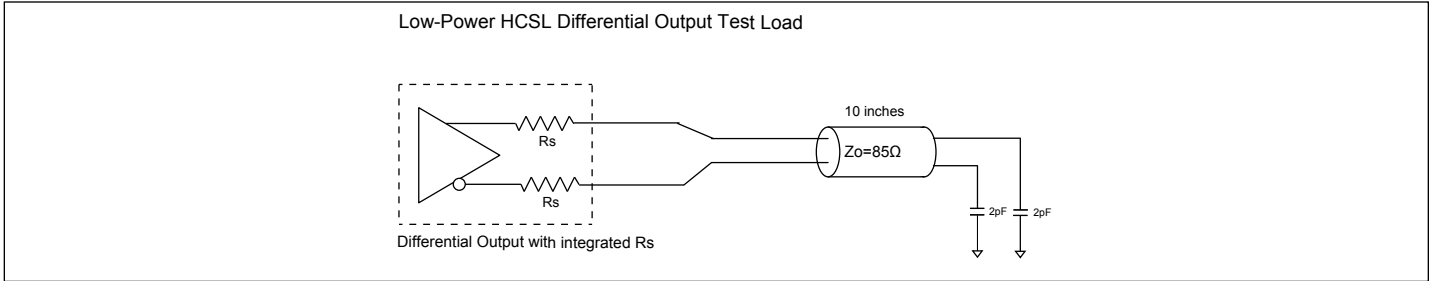 Low-Power HCSL Differential Output Test Load
10 inches
Rs
Zo=85Ω
Rs
2pF 2pF
Differential Output with integrated Rs